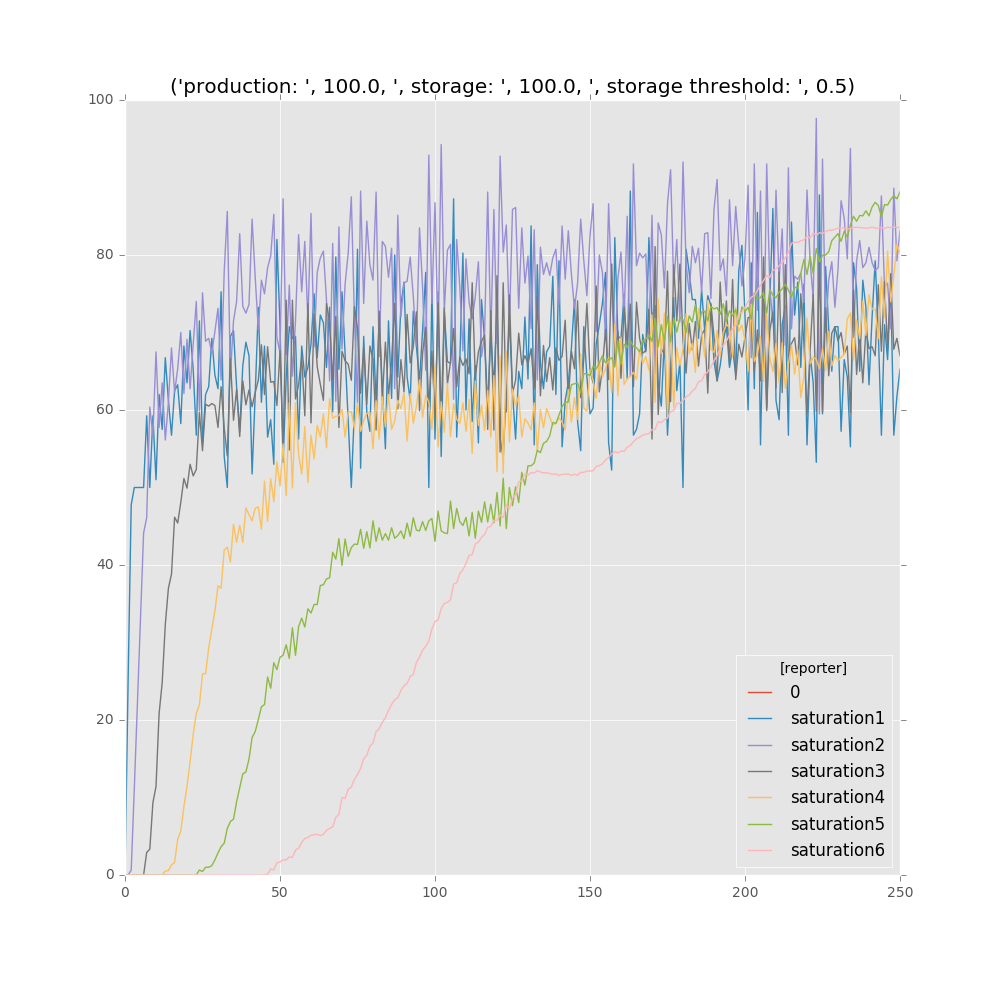 ('production: ', 100.0, ', storage: ', 100.0, ', storage threshold: ', 0.5)
100
80
60
40
20
0
0 50 100 150 200 250
[reporter]
0
saturation1
saturation2
saturation3
saturation4
saturation5
saturation6